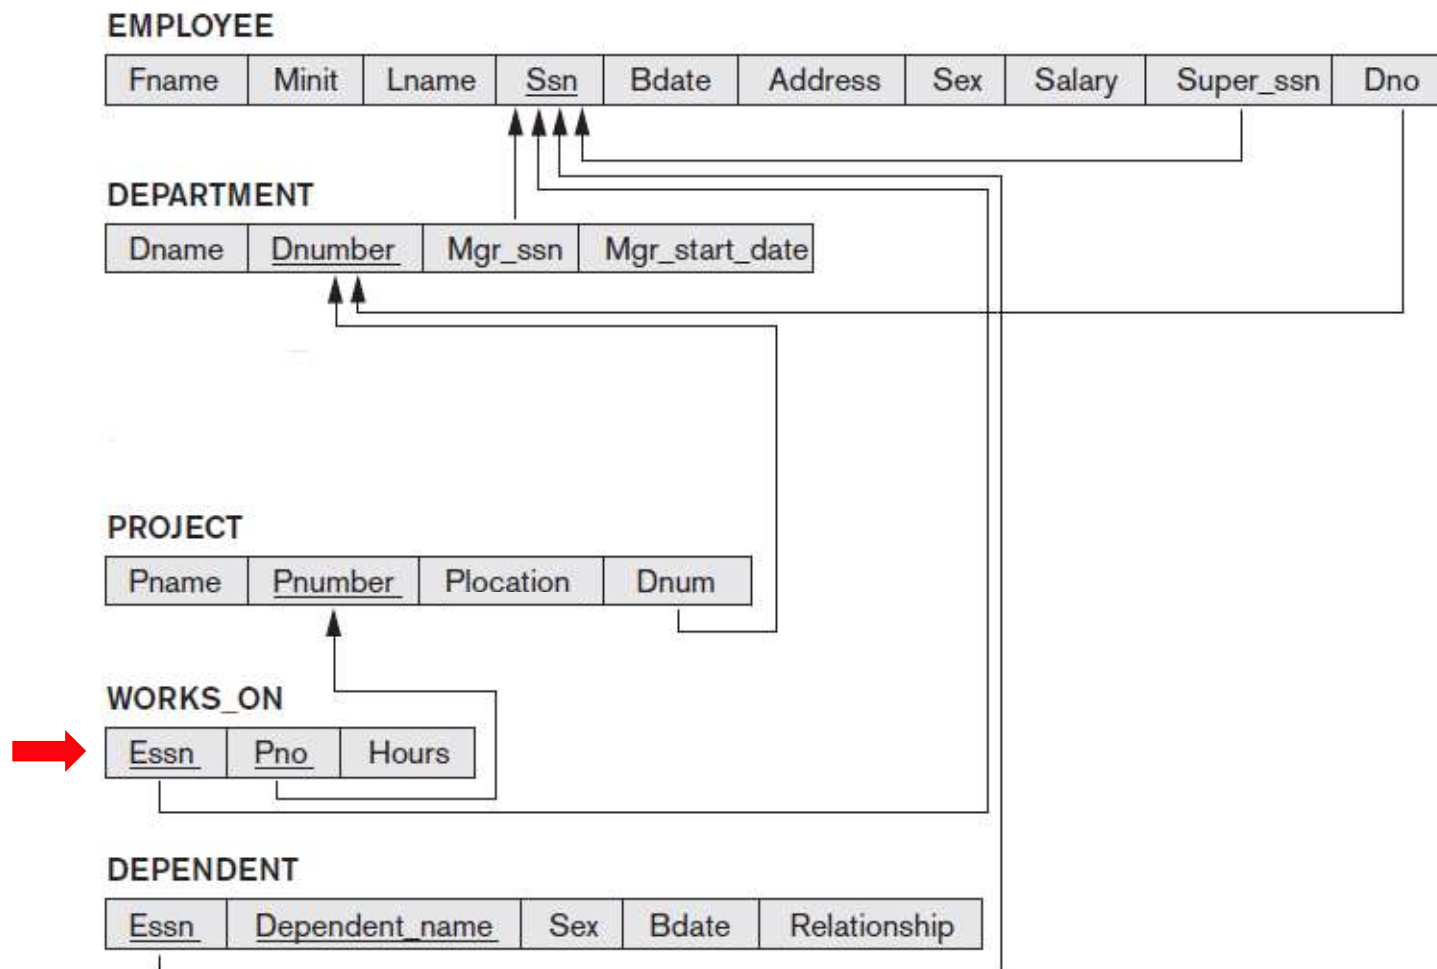 EMPLOYEE
Fname Minit Lname Ssn Bdate Address Sex Salary Super_ssn Dno
DEPARTMENT
Dname Dnumber Mgr_ssn Mgr_start_date
PROJECT
Pname Pnumber Plocation Dnum
WORKS_ON
Essn Pno Hours
DEPENDENT
Essn Dependent_name Sex Bdate Relationship